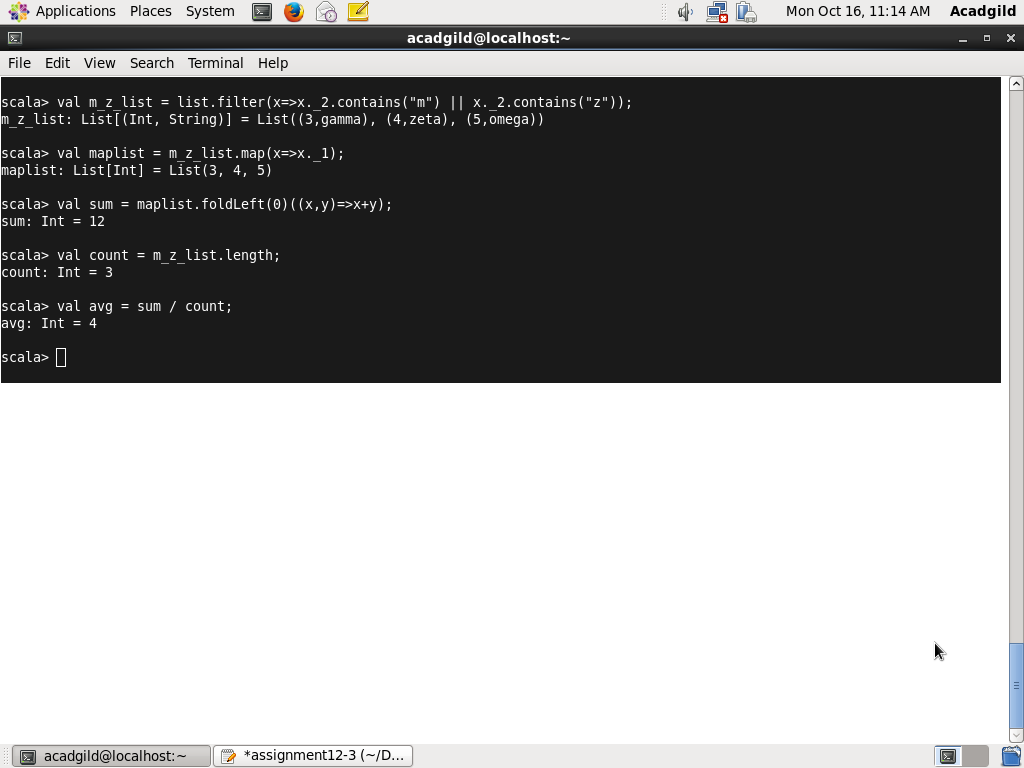 Applications Places System Mon Oct 16, 11:14 AM Acadgild
acadgild@localhost:~
File Edit View Search Terminal Help
scala> val m_z_list = list.filter(x=>x._2.contains("m") || x._2.contains("z"));
m_z_list: List[(Int, String)] = List((3,gamma), (4,zeta), (5,omega))
scala> val maplist = m_z_list.map(x=>x._1);
maplist: List[Int] = List(3, 4, 5)
scala> val sum = maplist.foldLeft(0)((x,y)=>x+y);
sum: Int = 12
scala> val count = m_z_list.length;
count: Int = 3
scala> val avg = sum / count;
avg: Int = 4
scala>
acadgild@localhost:~ *assignment12-3 (~/D...